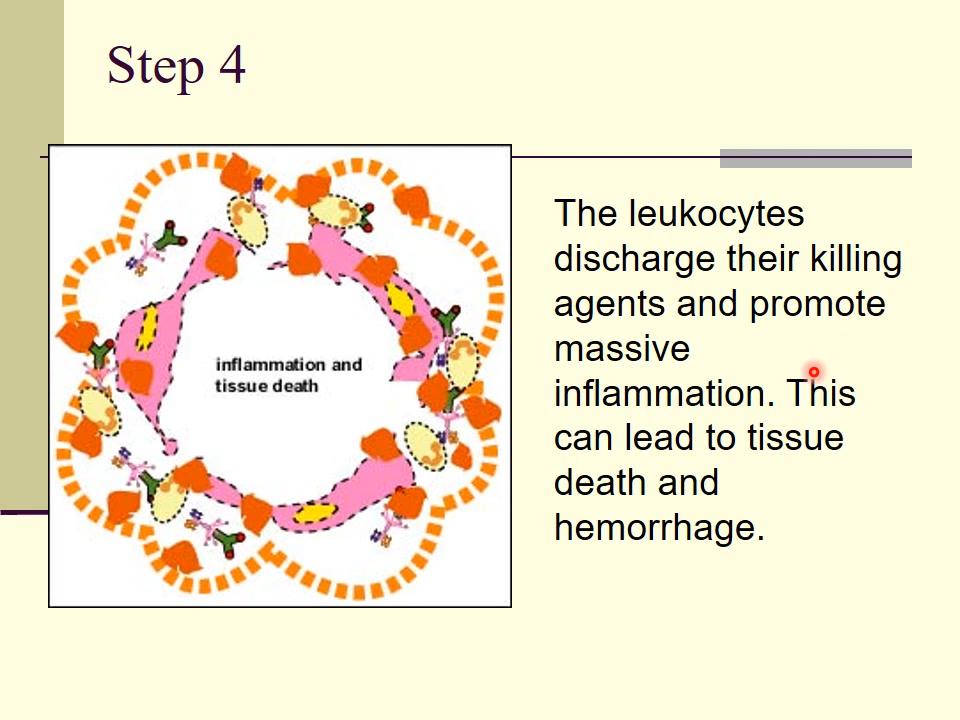 Step 4
inflammation and
tissue death
The leukocytes
discharge their killing
agents and promote
massive
inflammation. This
can lead to tissue
death and
hemorrhage.